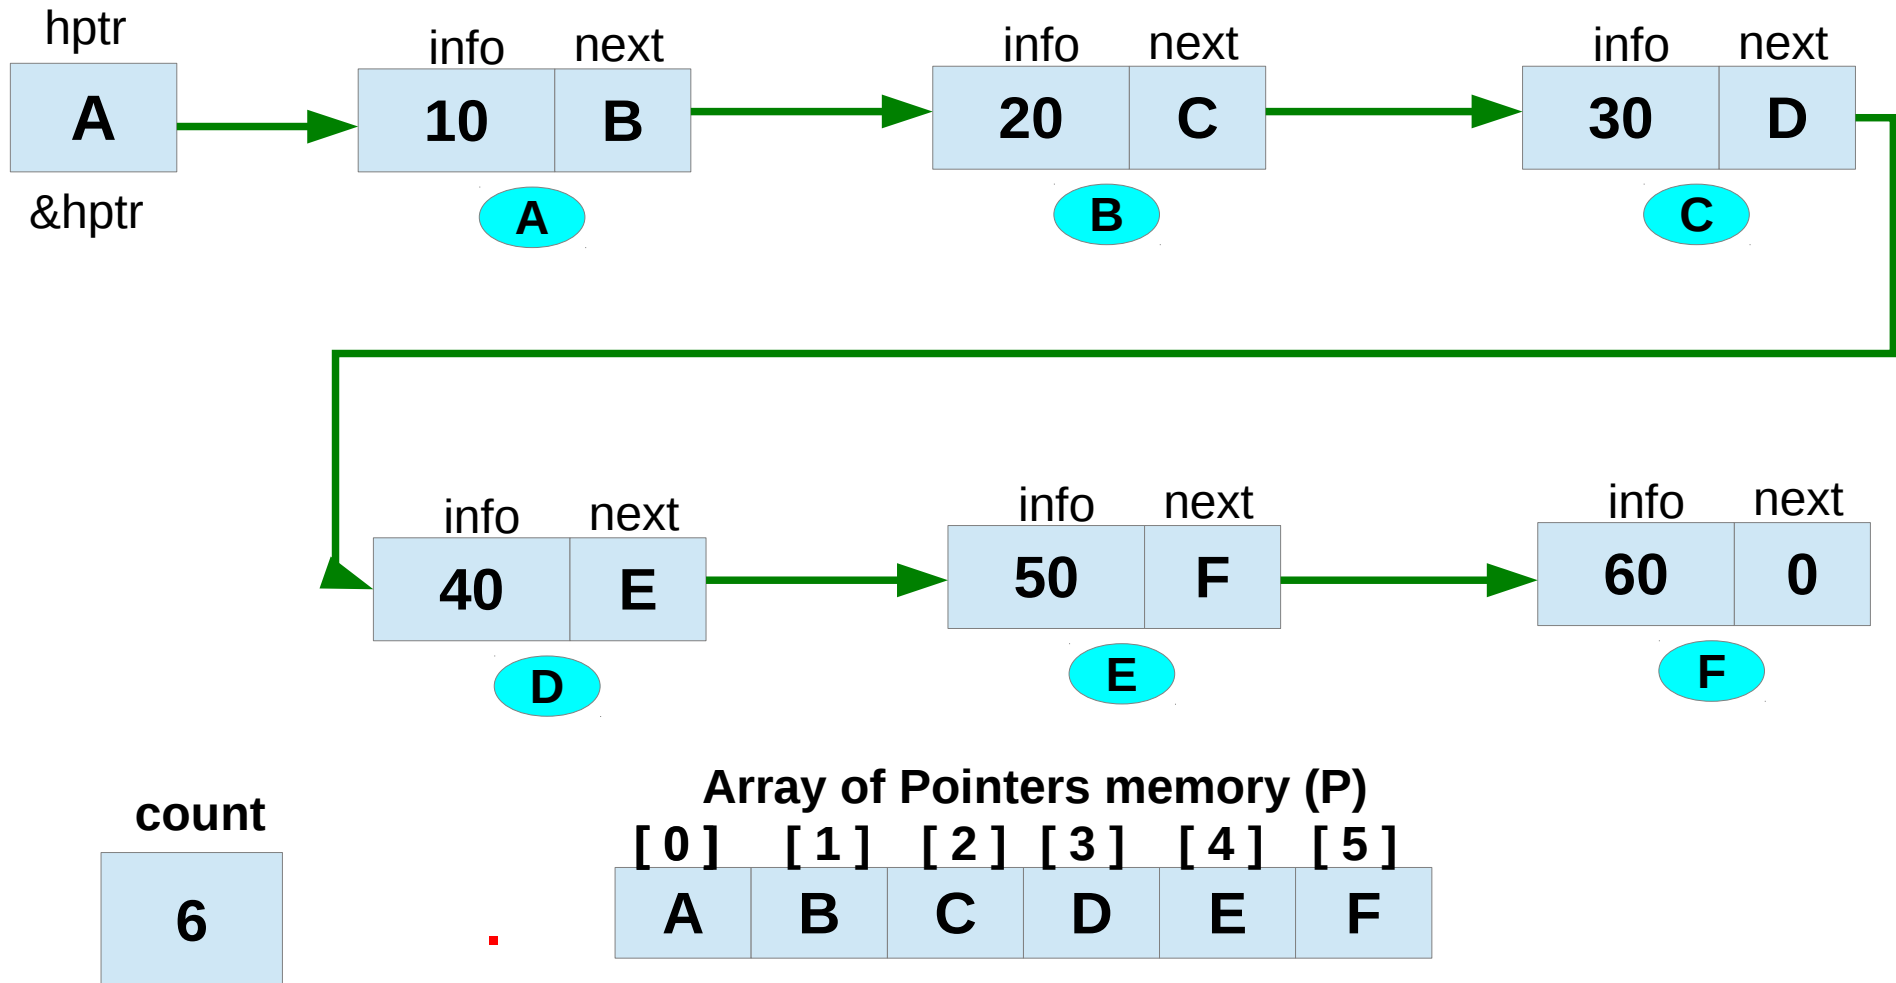 hptr
info next info next info next
A 10 B 20 C 30 D
&hptr A B C
info next info next info next
40 E 50 F 60 0
D E F
Array of Pointers memory (P)
count
[ 0 ] [ 1 ] [ 2 ] [ 3 ] [ 4 ] [ 5 ]
6 A B C D E F